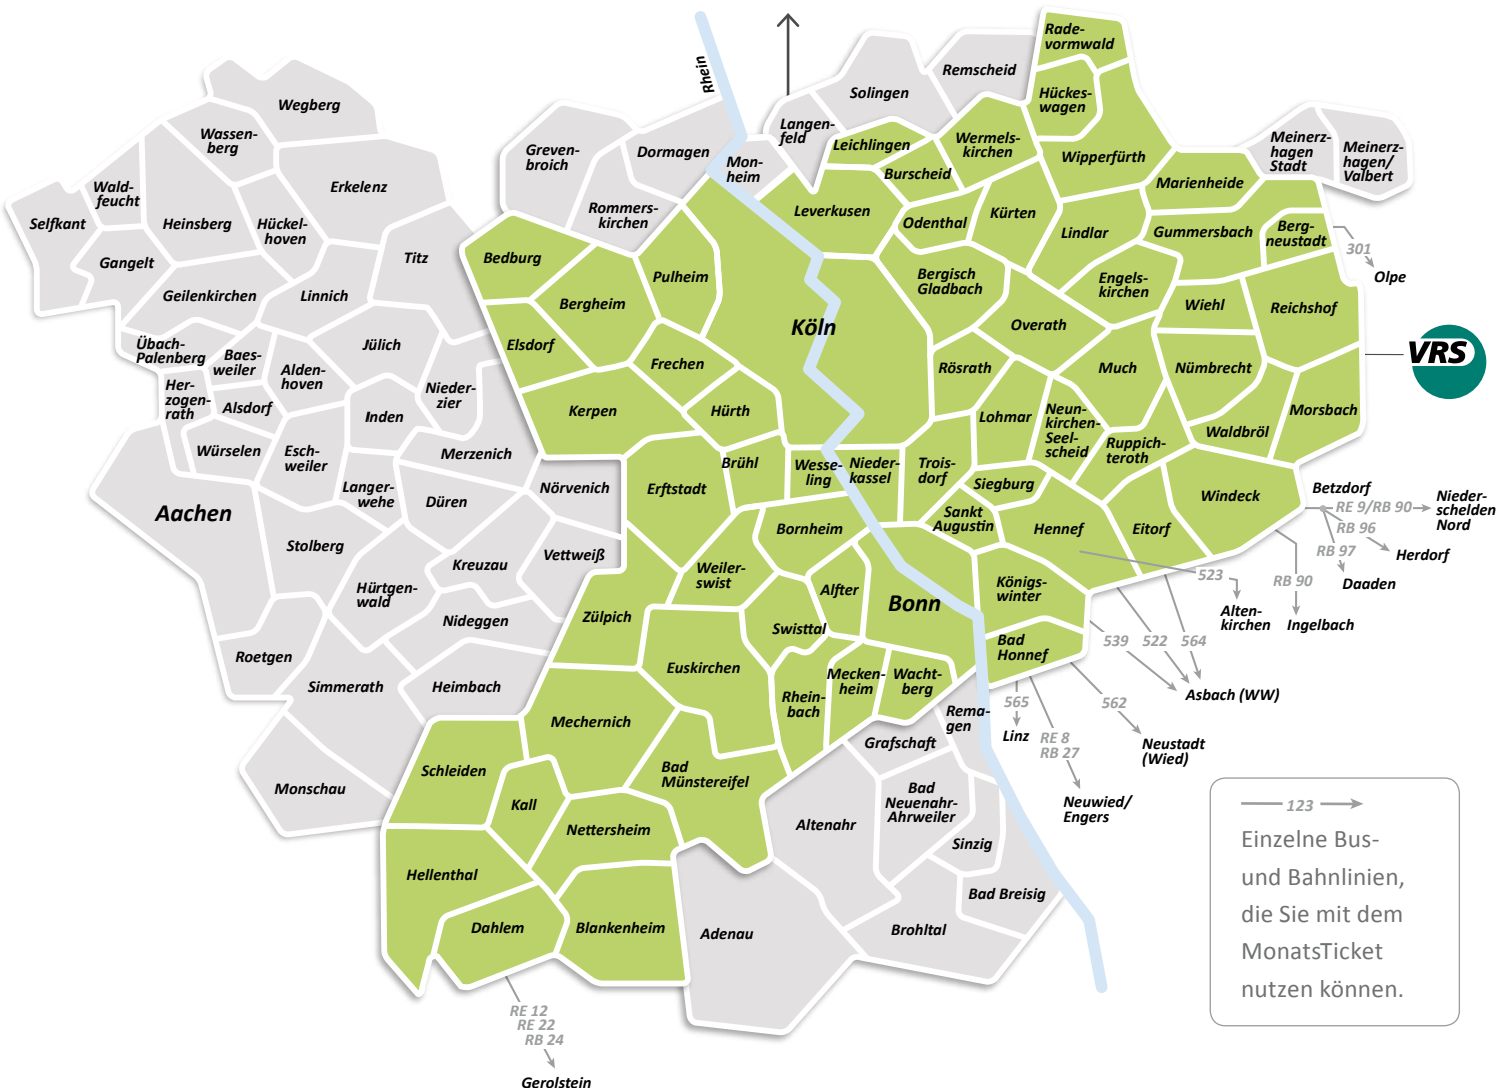 Rhein
Rade-
vormwald
Remscheid
Solingen
Hückes-
wagen
Wegberg
Langen-
feld
Wassen-
berg
Greven-
broich
Dormagen
Mon-
heim
Leichlingen
Wermels-
kirchen
Wipperfürth
Meinerz-
hagen
Stadt
Meinerz-
hagen/
Valbert
Burscheid
Wald-
feucht
Erkelenz
Marienheide
Selfkant
Heinsberg
Hückel-
hoven
Rommers-
kirchen
Leverkusen
Odenthal
Kürten
Lindlar
Gummersbach
Berg-
neustadt
301
Olpe
Gangelt
Titz
Bedburg
Pulheim
Bergisch
Gladbach
Engels-
kirchen
Geilenkirchen
Linnich
Bergheim
Wiehl
Reichshof
Köln
Overath
Übach-
Palenberg
Baes-
weiler
Jülich
Elsdorf
VRS
Alden-
hoven
Frechen
Rösrath
Much
Nümbrecht
Her-
zogen-
rath
Alsdorf
Nieder-
zier
Inden
Kerpen
Hürth
Lohmar
Neun-
kirchen-
Seel-
scheid
Morsbach
Waldbröl
Ruppich-
teroth
Würselen
Esch-
weiler
Merzenich
Brühl
Wesse-
ling
Nieder-
kassel
Trois-
dorf
Siegburg
Langer-
wehe
Düren
Nörvenich
Erftstadt
Windeck
Betzdorf
RE 9/RB 90
Nieder-
schelden
Nord
RB 96
Herdorf
RB 97
Daaden
RB 90
Ingelbach
Aachen
Sankt
Augustin
Bornheim
Hennef
Eitorf
Stolberg
Vettweiß
Kreuzau
Weiler-
swist
Alfter
Bonn
Königs-
winter
523
Alten-
kirchen
Hürtgen-
wald
Nideggen
Zülpich
Swisttal
539
522
564
Asbach (WW)
Roetgen
Simmerath
Heimbach
Euskirchen
Bad
Honnef
Mecken-
heim
Wacht-
berg
Rhein-
bach
565
Linz
562
Neustadt
(Wied)
RE 8
RB 27
Neuwied/
Engers
Rema-
gen
Grafschaft
Mechernich
Schleiden
Bad
Münstereifel
Monschau
Kall
Bad
Neuenahr-
Ahrweiler
Altenahr
Nettersheim
Sinzig
Hellenthal
Bad Breisig
Dahlem
Blankenheim
Adenau
Brohltal
RE 12
RE 22
RB 24
Gerolstein
123
Einzelne Bus-
und Bahnlinien,
die Sie mit dem
MonatsTicket
nutzen können.